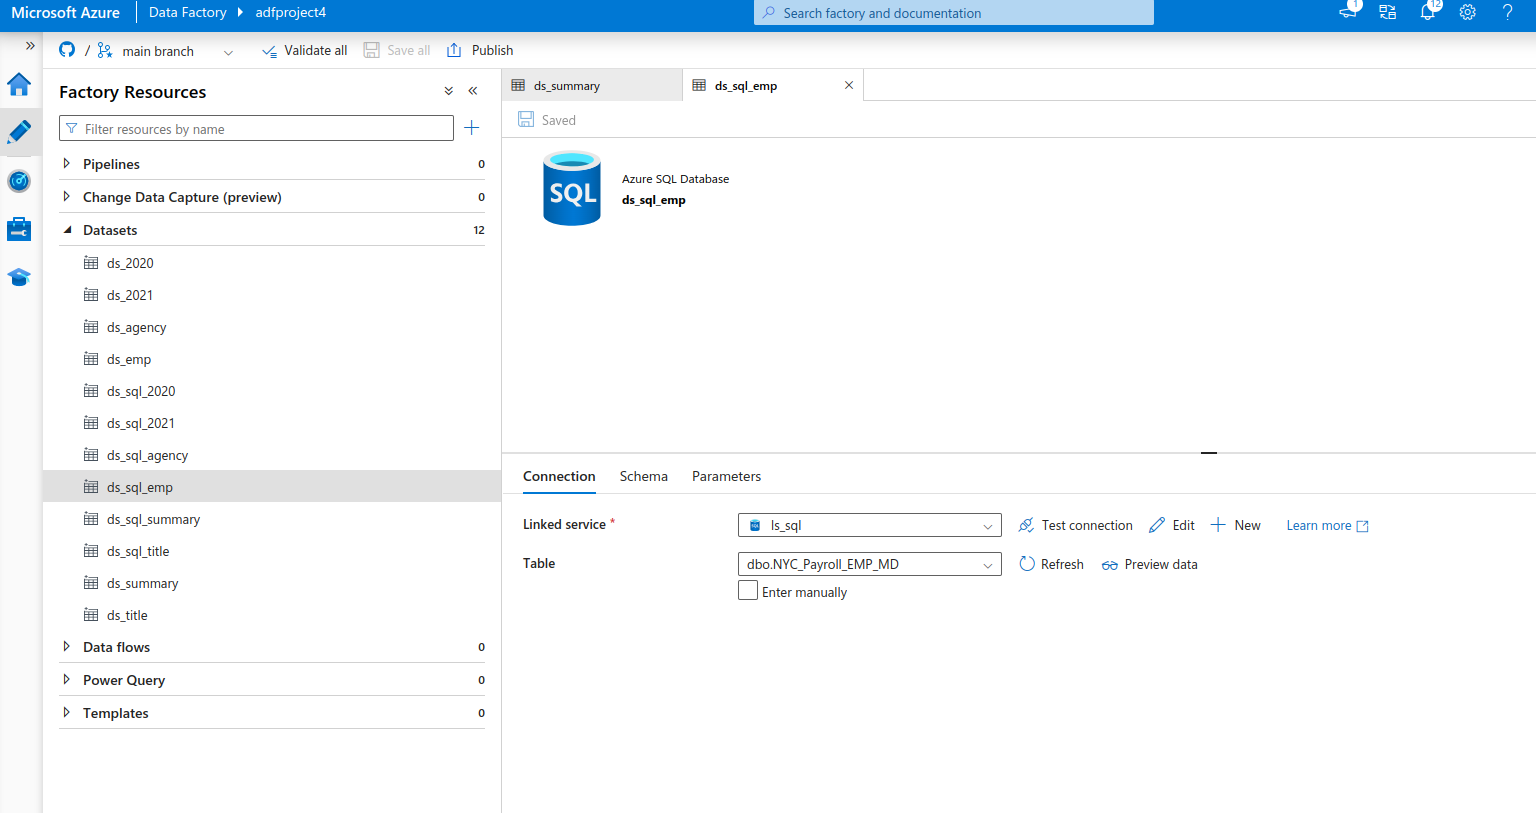 Microsoft Azure
Data Factory
adfproject4
Search factory and documentation
1
12
?
/ main branch
Validate all
Save all
Publish
Factory Resources
Filter resources by name
Pipelines 0
Change Data Capture (preview) 0
Datasets 12
ds_2020
ds_2021
ds_agency
ds_emp
ds_sql_2020
ds_sql_2021
ds_sql_agency
ds_sql_emp
ds_sql_summary
ds_sql_title
ds_summary
ds_title
Data flows 0
Power Query 0
Templates 0
ds_summary
ds_sql_emp
Saved
SQL
Azure SQL Database
ds_sql_emp
Connection
Schema
Parameters
Linked service * ls_sql Test connection Edit New Learn more
Table dbo.NYC_Payroll_EMP_MD Refresh Preview data
Enter manually